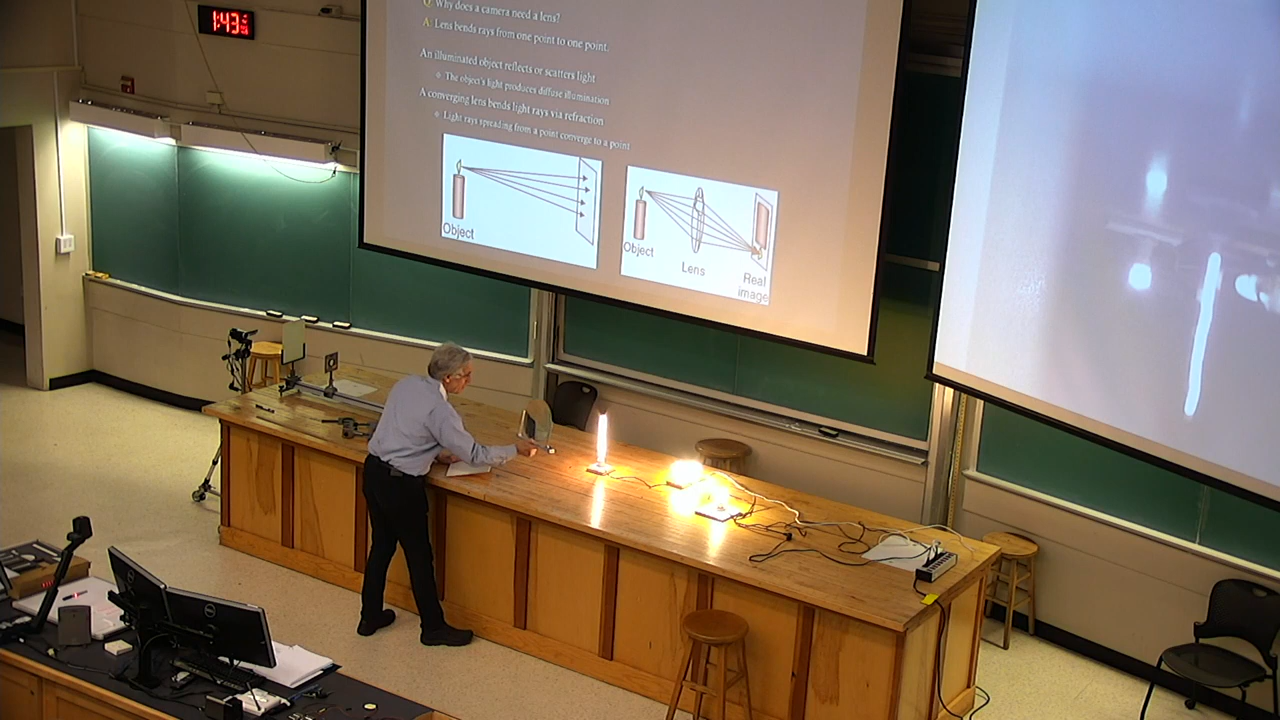 1:43
Q: Why does a camera need a lens?
A: Lens bends rays from one point to one point.
An illuminated object reflects or scatters light
The object's light produces diffuse illumination
A converging lens bends light rays via refraction
Light rays spreading from a point converge to a point
Object
Object
Lens
Real
image